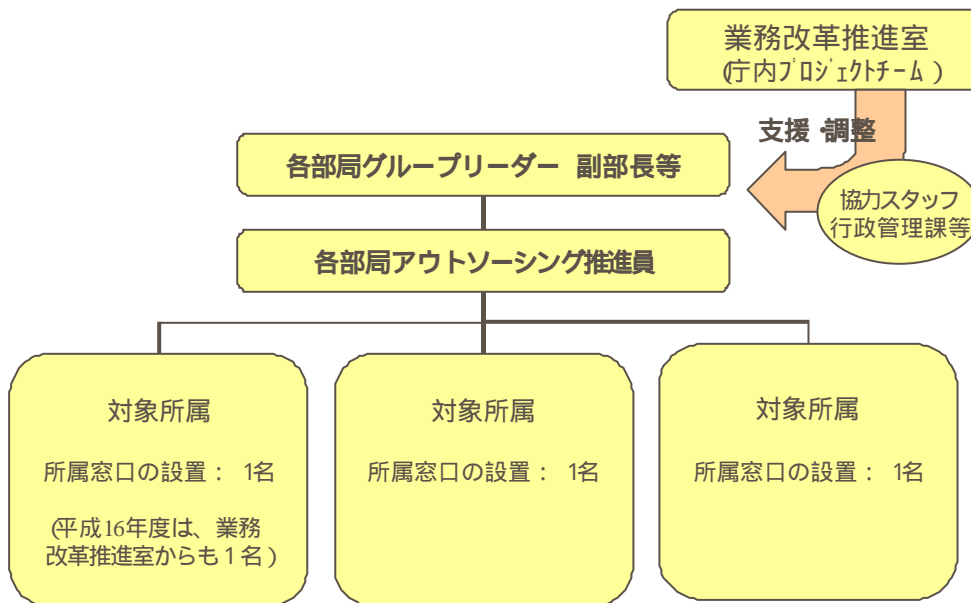 業務改革推進室
(庁内ﾌﾟﾛｼﾞｪｸﾄﾁｰﾑ)
支援・調整
協力スタッフ
行政管理課等
各部局グループリーダー 副部長等
各部局アウトソーシング推進員
対象所属
所属窓口の設置： 1名
(平成16年度は、業務
改革推進室からも１名)
対象所属
所属窓口の設置： 1名
対象所属
所属窓口の設置： 1名